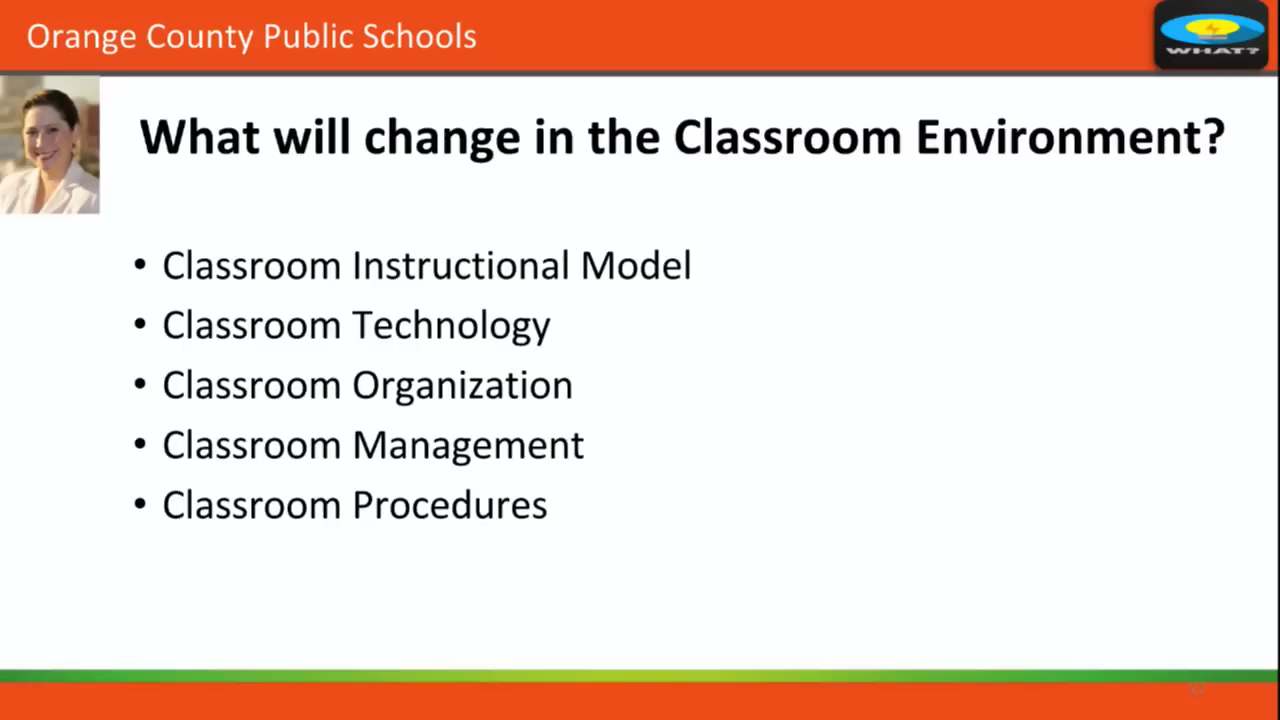 Orange County Public Schools
WHAT?
What will change in the Classroom Environment?
• Classroom Instructional Model
• Classroom Technology
• Classroom Organization
• Classroom Management
• Classroom Procedures